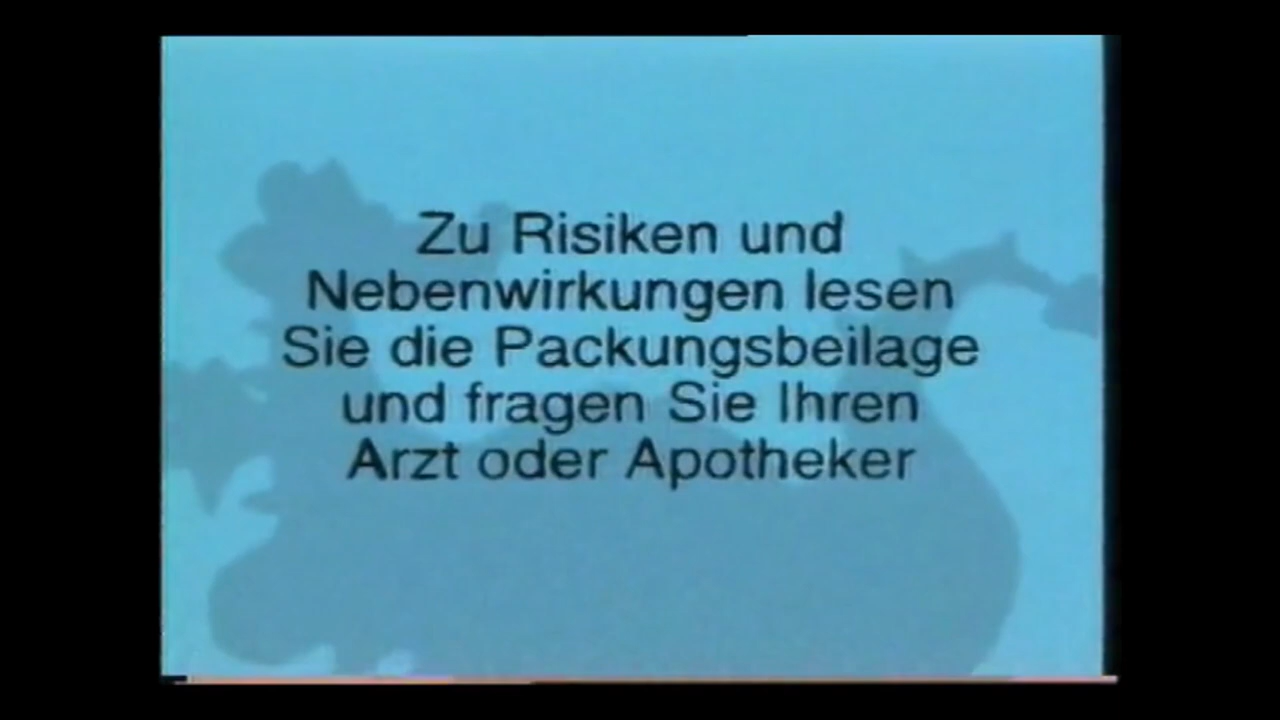 Zu Risiken und
Nebenwirkungen lesen
Sie die Packungsbeilage
und fragen Sie Ihren
Arzt oder Apotheker